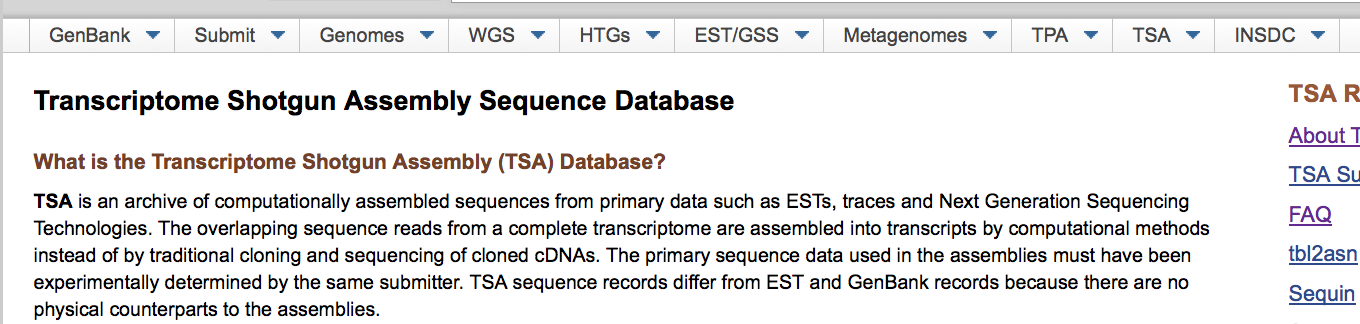 GenBank Submit Genomes WGS HTGs EST/GSS Metagenomes TPA TSA INSDC
Transcriptome Shotgun Assembly Sequence Database
What is the Transcriptome Shotgun Assembly (TSA) Database?
TSA is an archive of computationally assembled sequences from primary data such as ESTs, traces and Next Generation Sequencing
Technologies. The overlapping sequence reads from a complete transcriptome are assembled into transcripts by computational methods
instead of by traditional cloning and sequencing of cloned cDNAs. The primary sequence data used in the assemblies must have been
experimentally determined by the same submitter. TSA sequence records differ from EST and GenBank records because there are no
physical counterparts to the assemblies.
TSA R
About T
TSA Su
FAQ
tbl2asn
Sequin